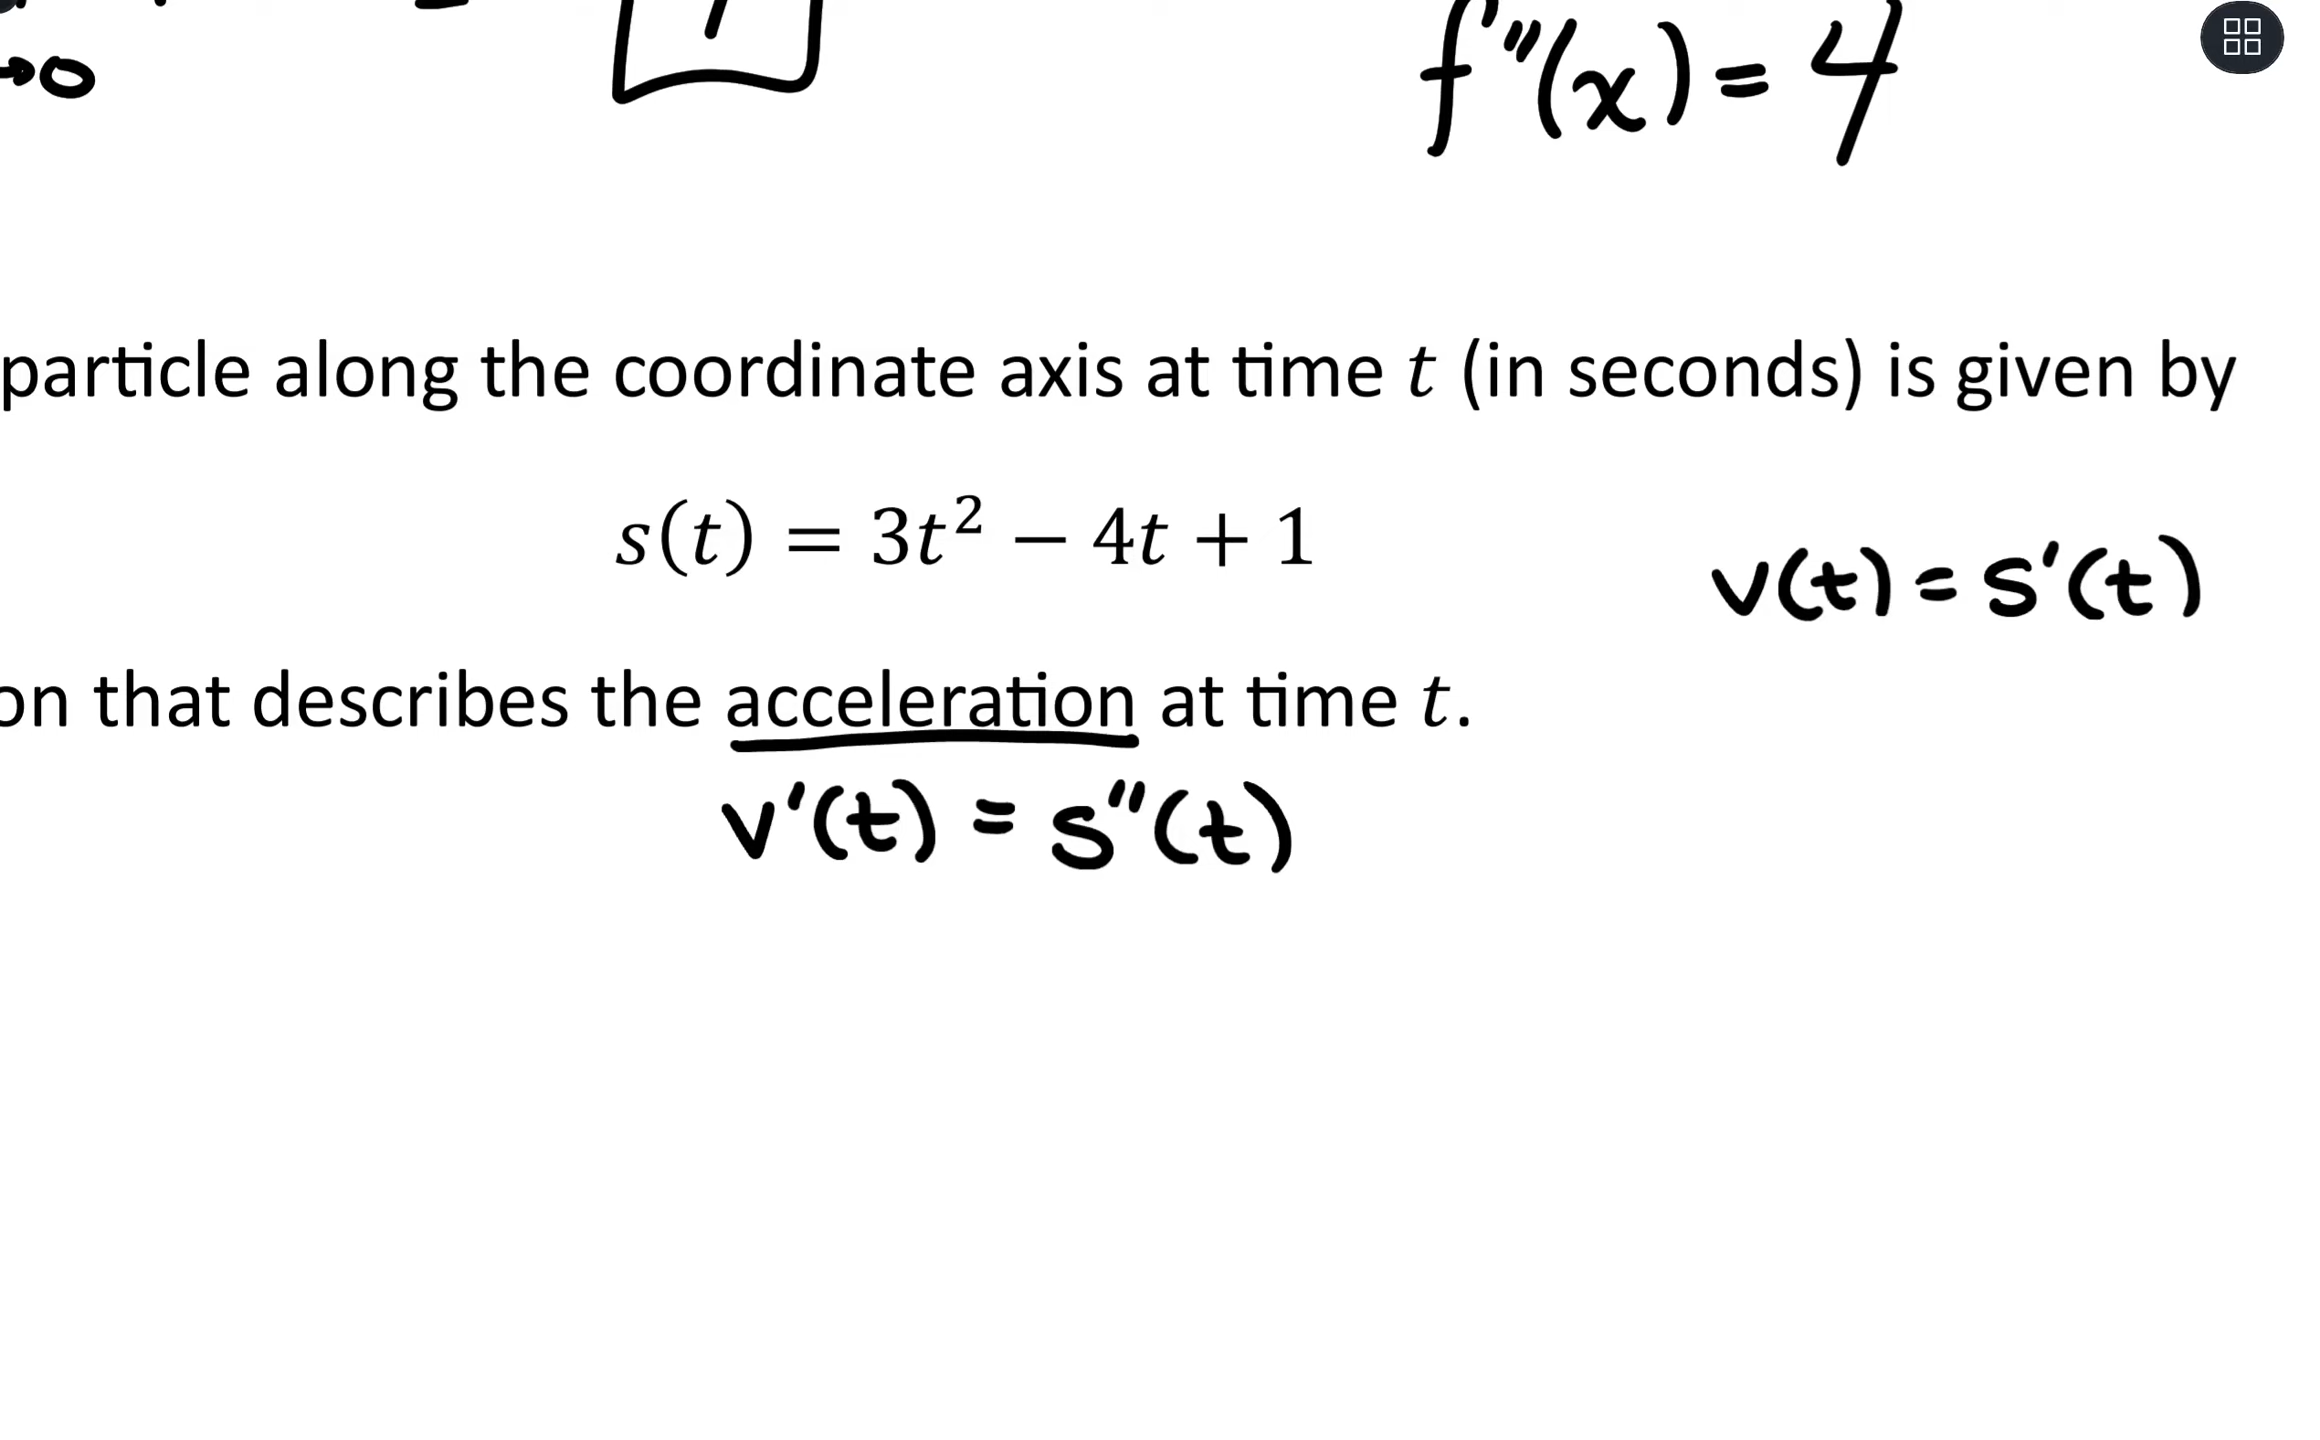 →0
f'''(x) = 4
particle along the coordinate axis at time t (in seconds) is given by
s(t) = 3t² − 4t + 1
v(t) = s'(t)
on that describes the acceleration at time t.
v'(t) = s''(t)